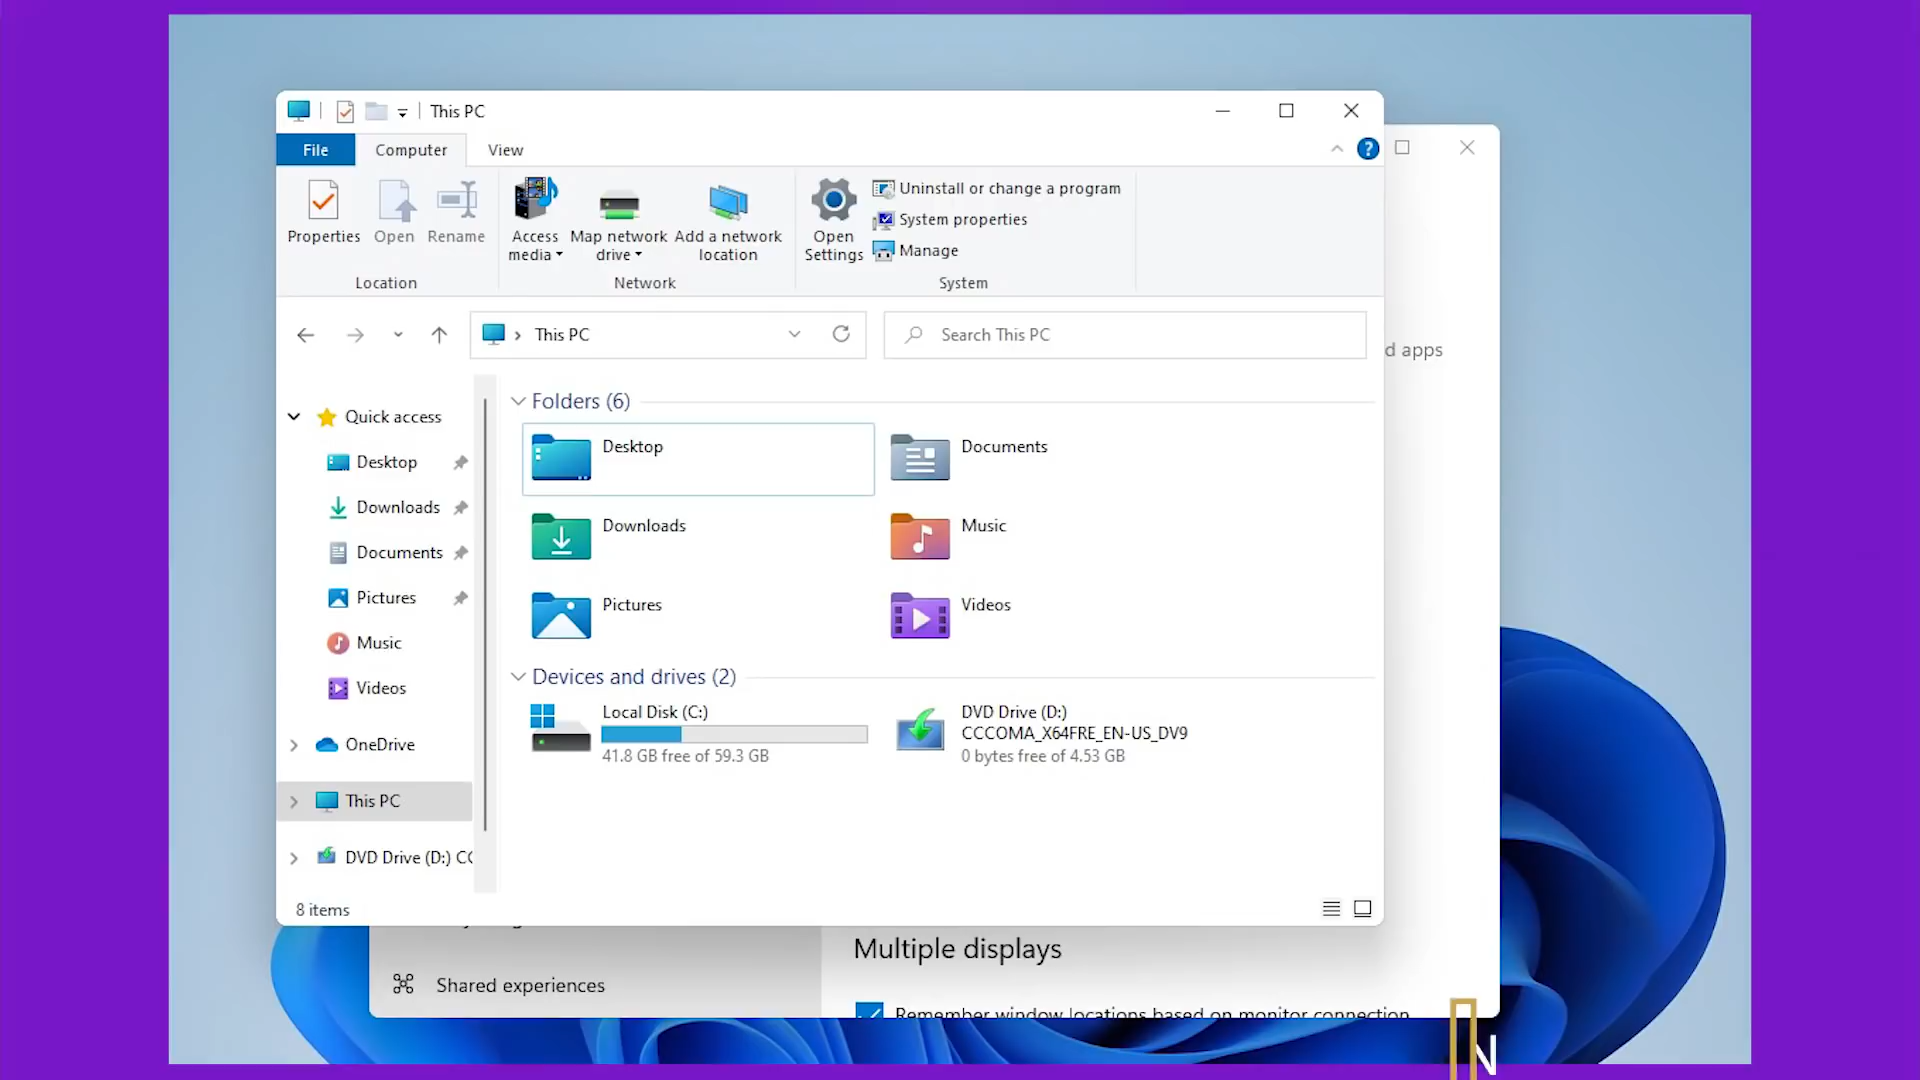 This PC
File
Computer
View
Properties
Open
Rename
Access media
Map network drive
Add a network location
Open Settings
Uninstall or change a program
System properties
Manage
Location
Network
System
This PC
Search This PC
d apps
Quick access
Desktop
Downloads
Documents
Pictures
Music
Videos
OneDrive
This PC
DVD Drive (D:) CC
Folders (6)
Desktop
Documents
Downloads
Music
Pictures
Videos
Devices and drives (2)
Local Disk (C:)
41.8 GB free of 59.3 GB
DVD Drive (D:)
CCCOMA_X64FRE_EN-US_DV9
0 bytes free of 4.53 GB
8 items
Multiple displays
Shared experiences
Remember window locations based on monitor connection
N